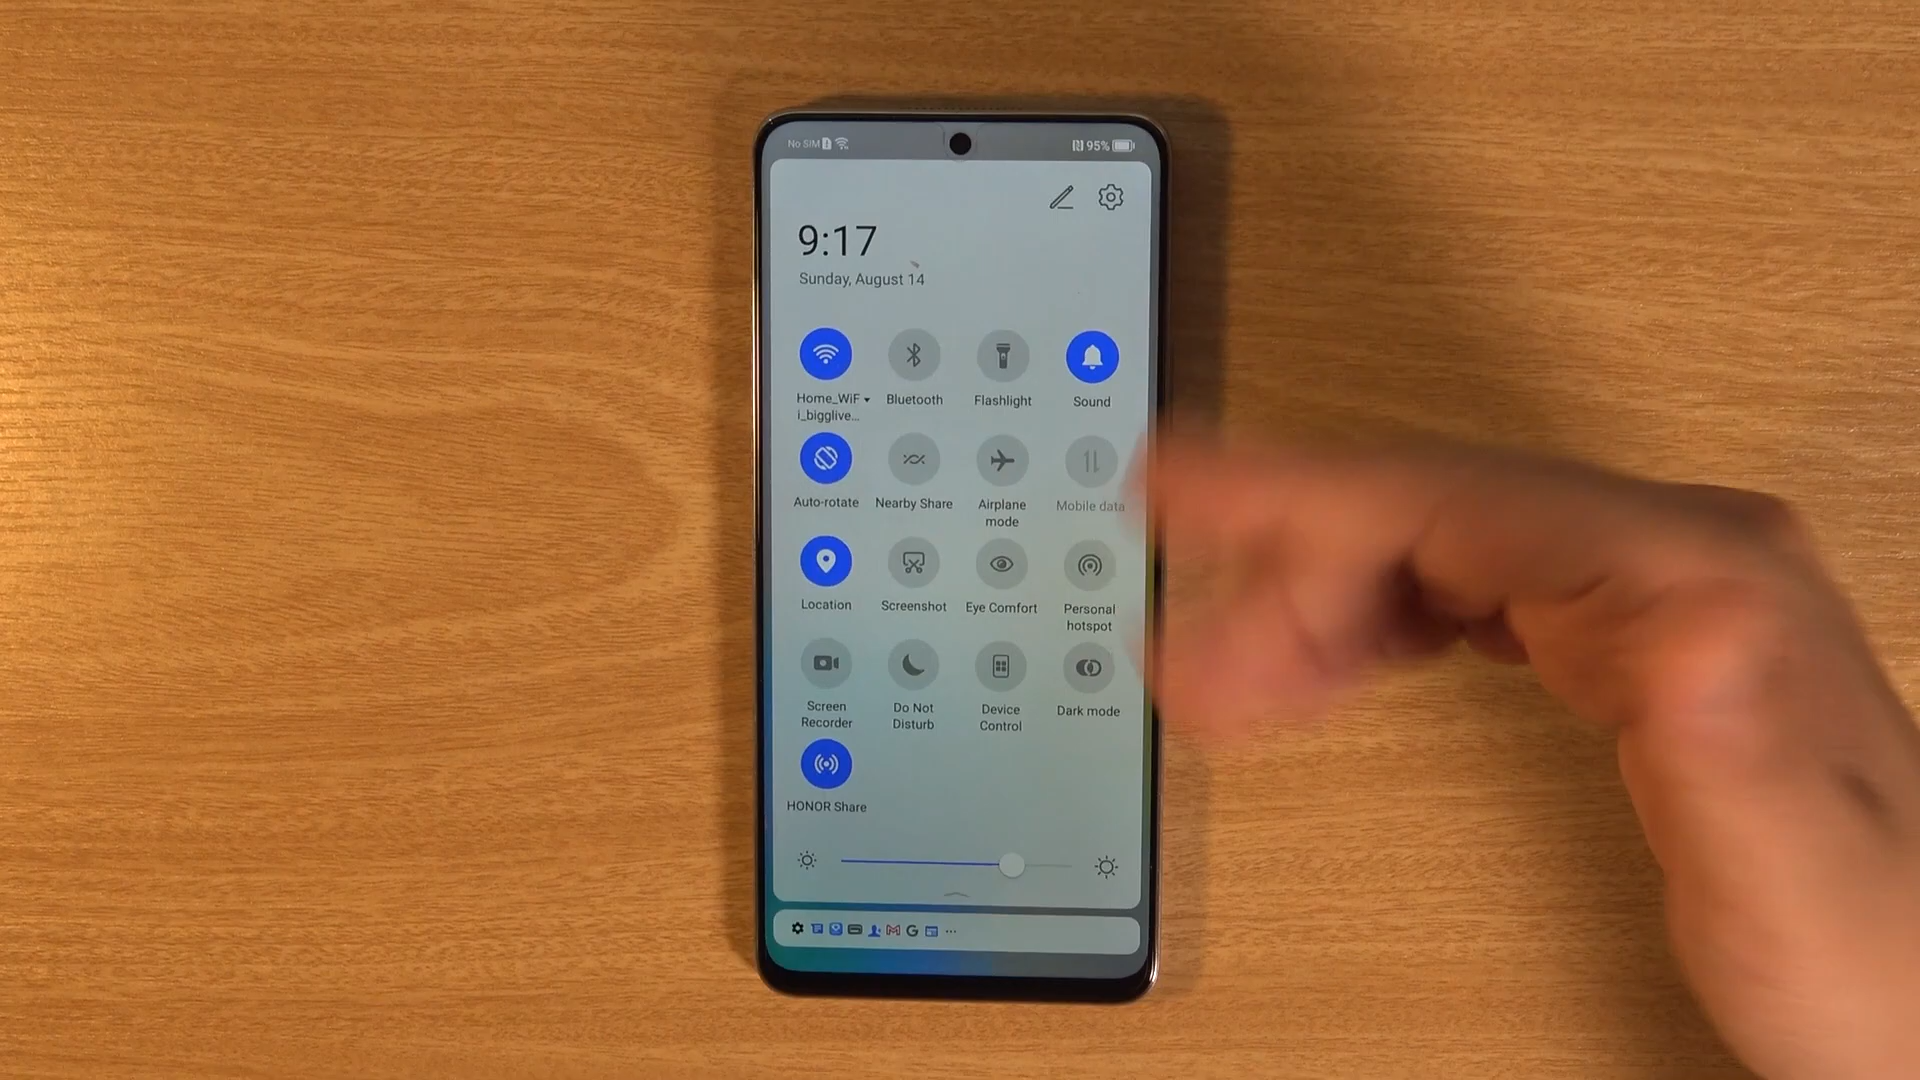 No SIM
95%
9:17
Sunday, August 14
Home_WiF
i_bigglive...
Bluetooth
Flashlight
Sound
Auto-rotate
Nearby Share
Airplane
mode
Mobile data
Location
Screenshot
Eye Comfort
Personal
hotspot
Screen
Recorder
Do Not
Disturb
Device
Control
Dark mode
HONOR Share